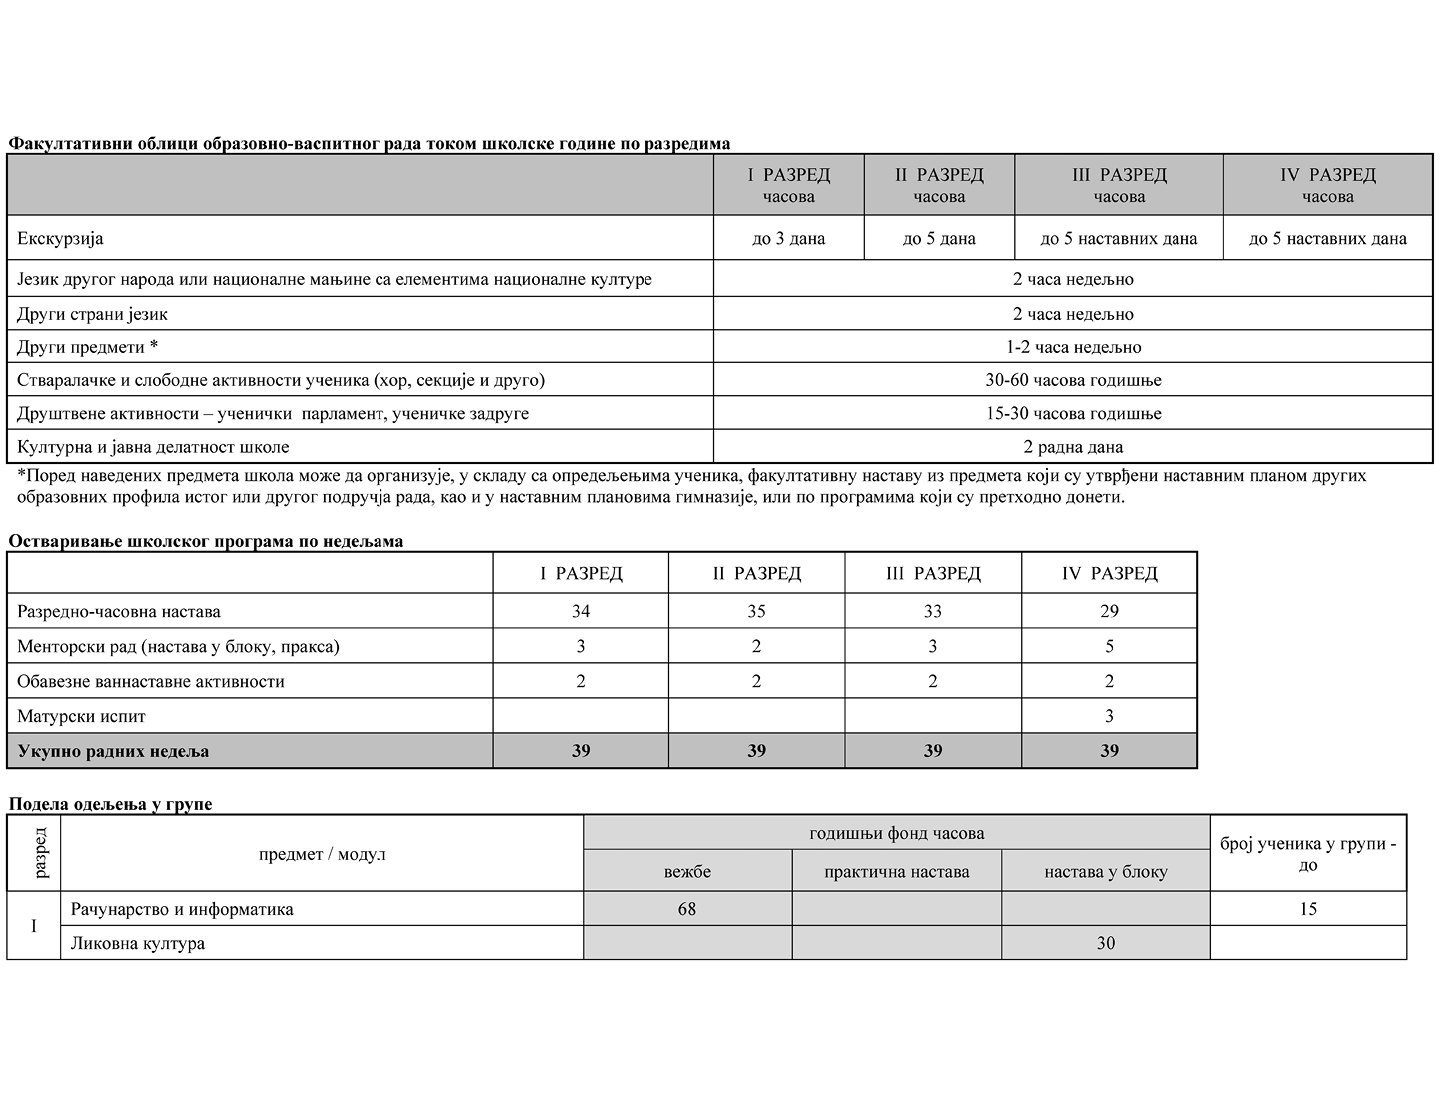 Факултативни облици образовно-васпитног рада током школске године по разредима
I РАЗРЕД часова II РАЗРЕД часова III РАЗРЕД часова IV РАЗРЕД часова
Екскурзија до 3 дана до 5 дана до 5 наставних дана до 5 наставних дана
Језик другог народа или националне мањине са елементима националне културе 2 часа недељно
Други страни језик 2 часа недељно
Други предмети * 1-2 часа недељно
Стваралачке и слободне активности ученика (хор, секције и друго) 30-60 часова годишње
Друштвене активности – ученички парламент, ученичке задруге 15-30 часова годишње
Културна и јавна делатност школе 2 радна дана
*Поред наведених предмета школа може да организује, у складу са опредељењима ученика, факултативну наставу из предмета који су утврђени наставним планом других
образовних профила истог или другог подручја рада, као и у наставним плановима гимназије, или по програмима који су претходно донети.
Остваривање школског програма по недељама
I РАЗРЕД II РАЗРЕД III РАЗРЕД IV РАЗРЕД
Разредно-часовна настава 34 35 33 29
Менторски рад (настава у блоку, пракса) 3 2 3 5
Обавезне ваннаставне активности 2 2 2 2
Матурски испит 3
Укупно радних недеља 39 39 39 39
Подела одељења у групе
разред предмет / модул годишњи фонд часова број ученика у групи - до
вежбе практична настава настава у блоку
I Рачунарство и информатика 68 15
Ликовна култура 30